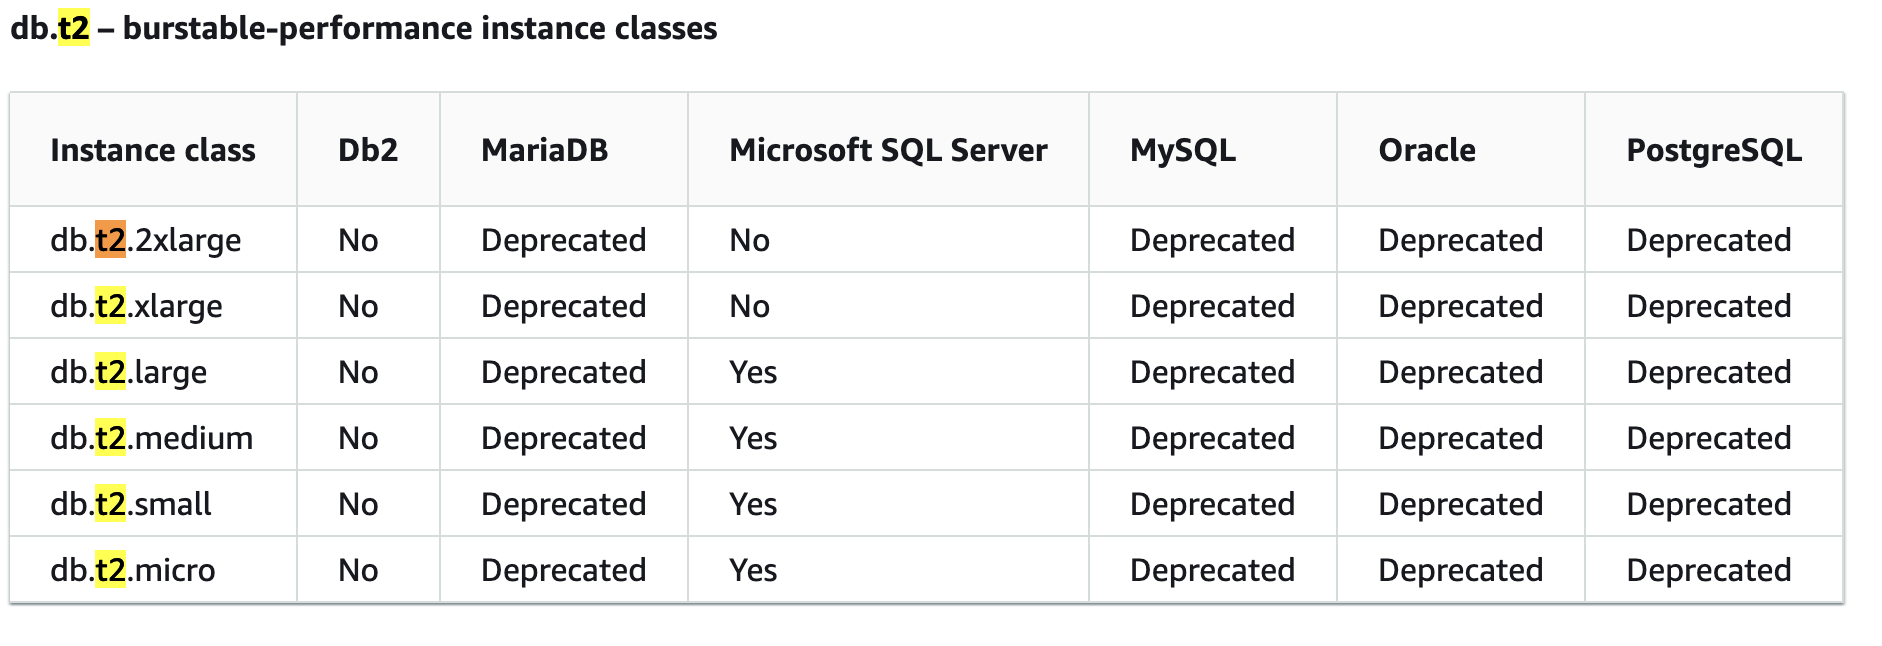 db.t2 – burstable-performance instance classes
Instance class Db2 MariaDB Microsoft SQL Server MySQL Oracle PostgreSQL
db.t2.2xlarge No Deprecated No Deprecated Deprecated Deprecated
db.t2.xlarge No Deprecated No Deprecated Deprecated Deprecated
db.t2.large No Deprecated Yes Deprecated Deprecated Deprecated
db.t2.medium No Deprecated Yes Deprecated Deprecated Deprecated
db.t2.small No Deprecated Yes Deprecated Deprecated Deprecated
db.t2.micro No Deprecated Yes Deprecated Deprecated Deprecated